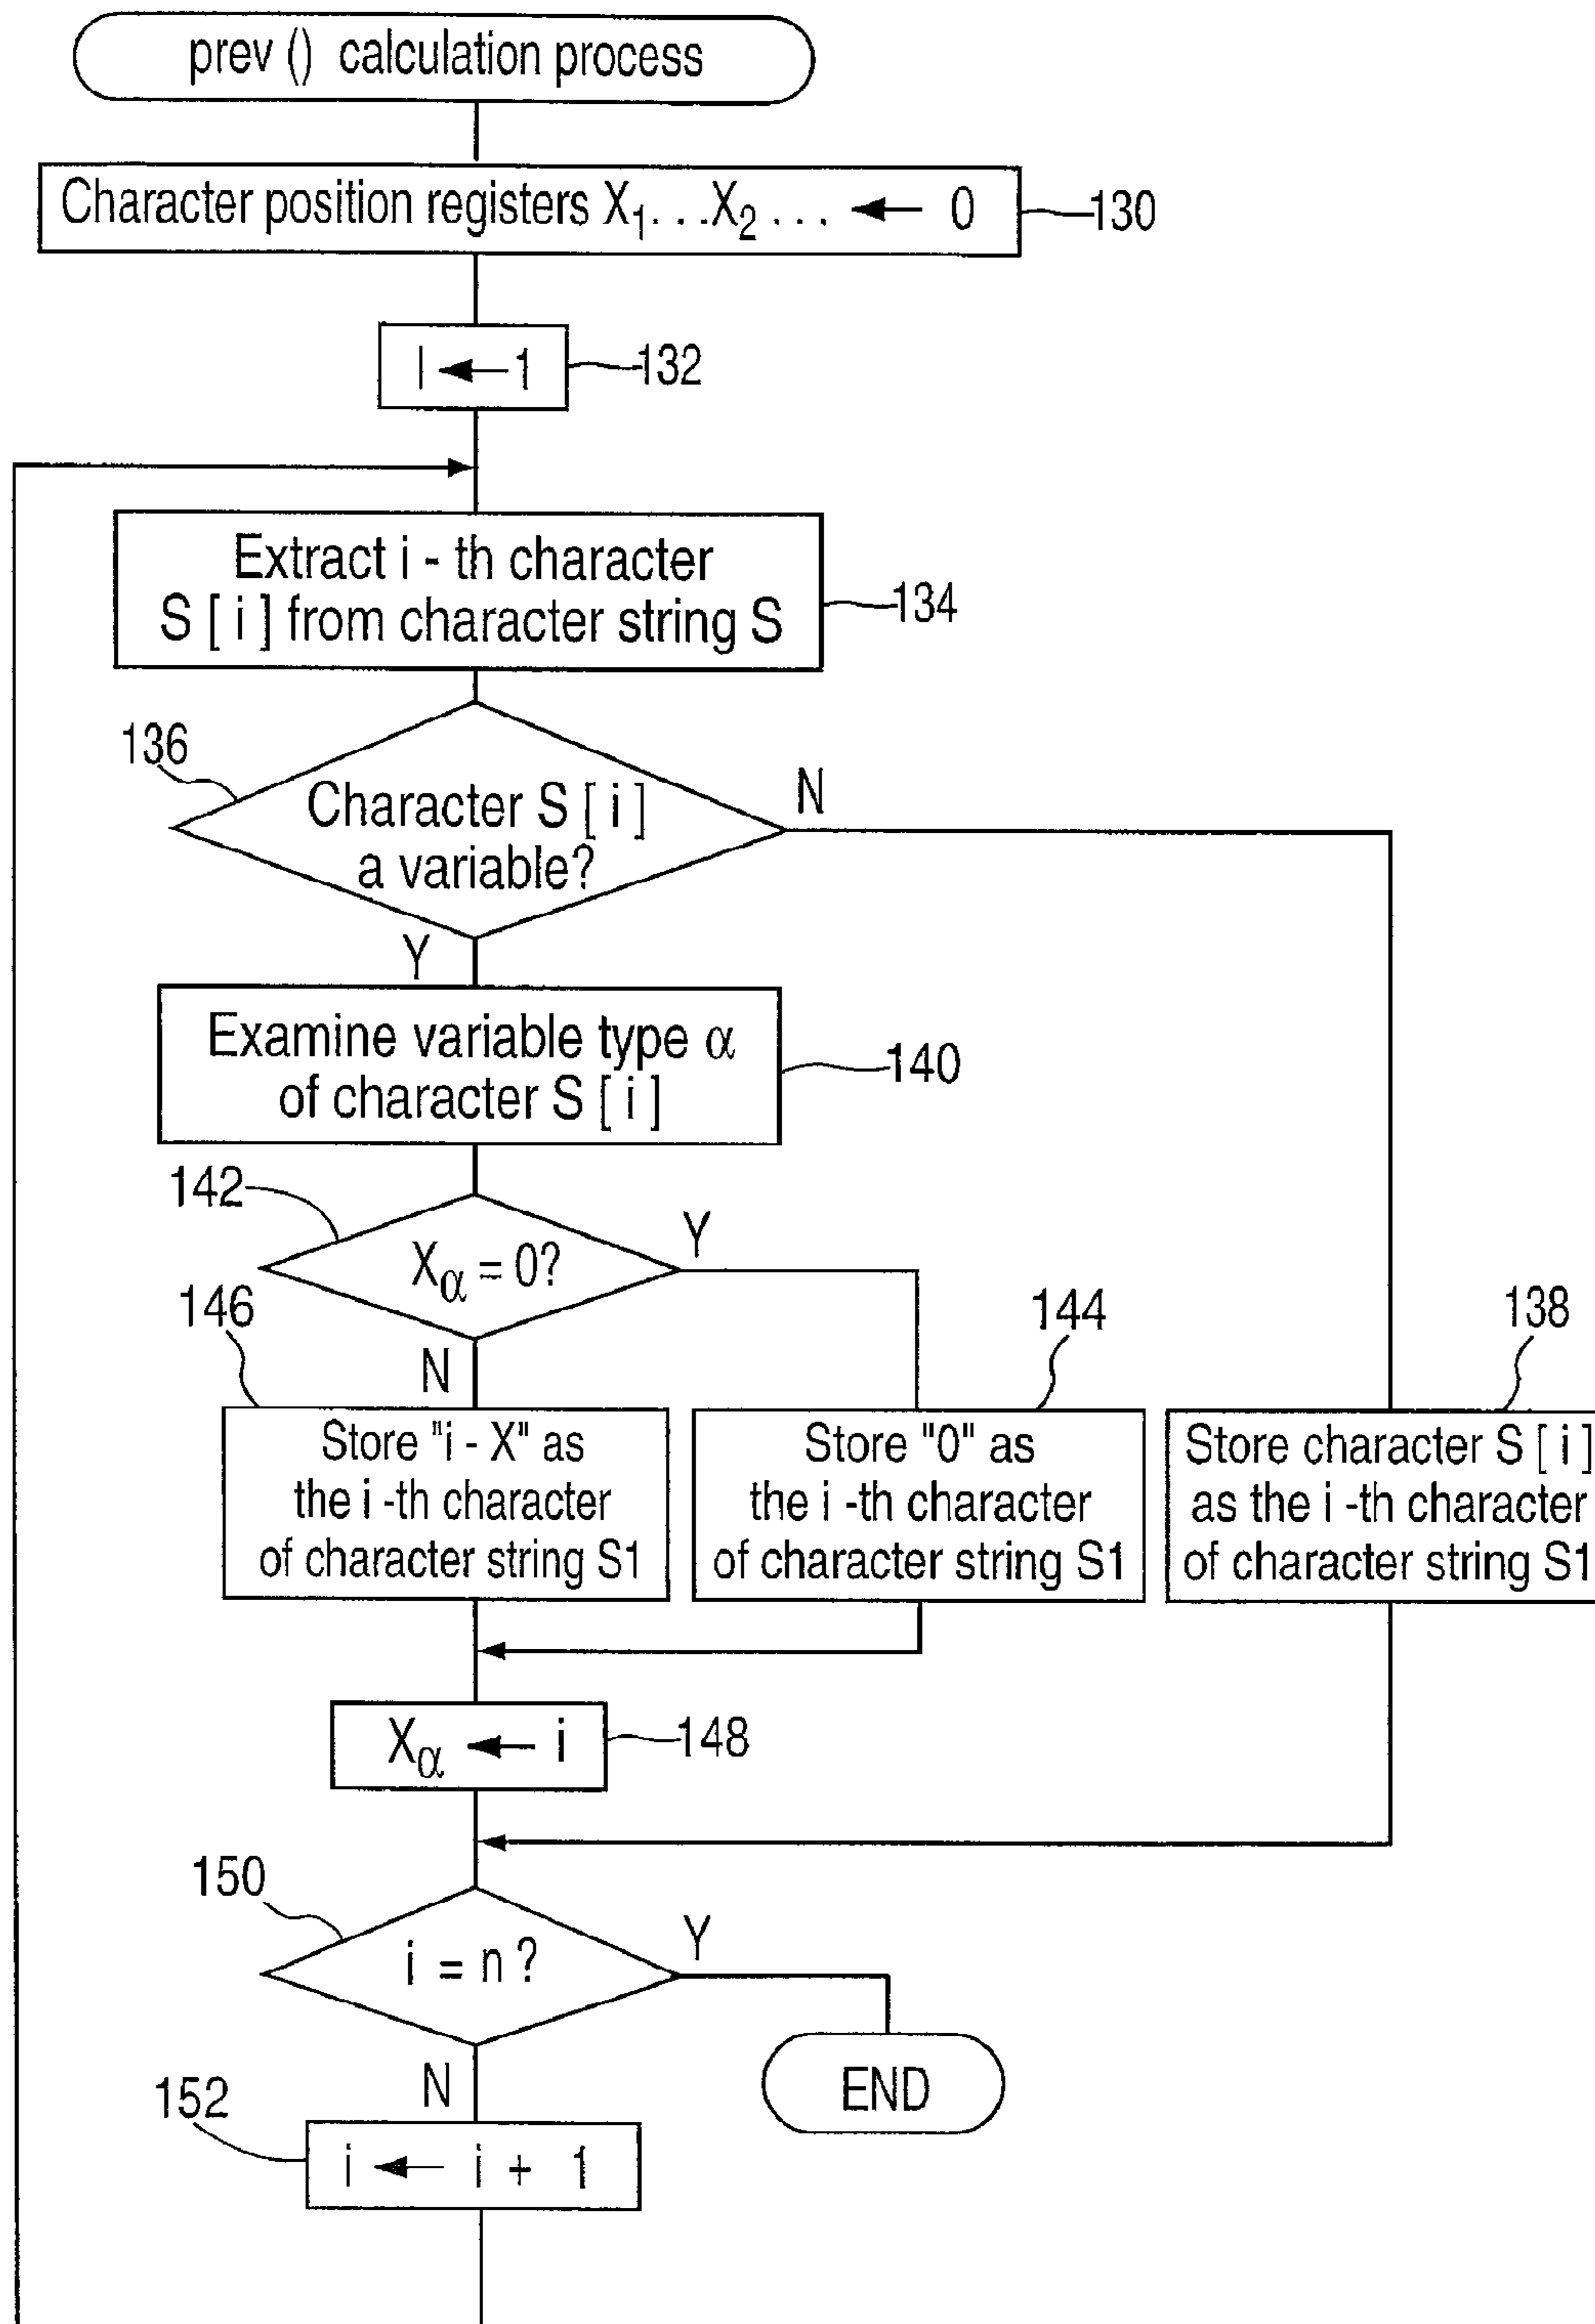 prev () calculation process
Character position registers X₁...X₂... ← 0
130
I ← 1
132
Extract i - th character
S [ i ] from character string S
134
136
Character S [ i ]
a variable?
N
Y
Examine variable type α
of character S [ i ]
140
142
Xα = 0?
Y
N
146
Store "i - X" as
the i -th character
of character string S1
144
Store "0" as
the i -th character
of character string S1
138
Store character S [ i ]
as the i -th character
of character string S1
Xα ← i
148
150
i = n ?
Y
N
END
152
i ← i + 1